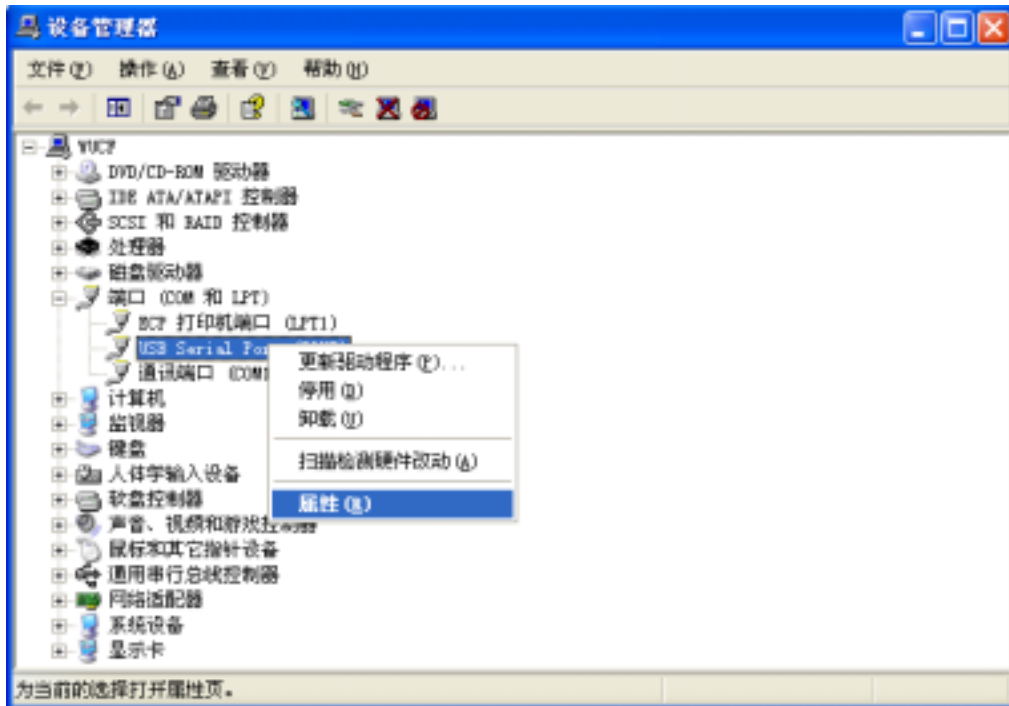 设备管理器
文件(F) 操作(A) 查看(V) 帮助(H)
YUCF
DVD/CD-ROM 驱动器
IDE ATA/ATAPI 控制器
SCSI 和 RAID 控制器
处理器
磁盘驱动器
端口 (COM 和 LPT)
ECP 打印机端口 (LPT1)
USB Serial Por
通讯端口 (COM1
计算机
监视器
键盘
人体学输入设备
软盘控制器
声音、视频和游戏控制器
鼠标和其它指针设备
通用串行总线控制器
网络适配器
系统设备
显示卡
更新驱动程序(P)...
停用(D)
卸载(U)
扫描检测硬件改动(A)
属性(R)
为当前的选择打开属性页。